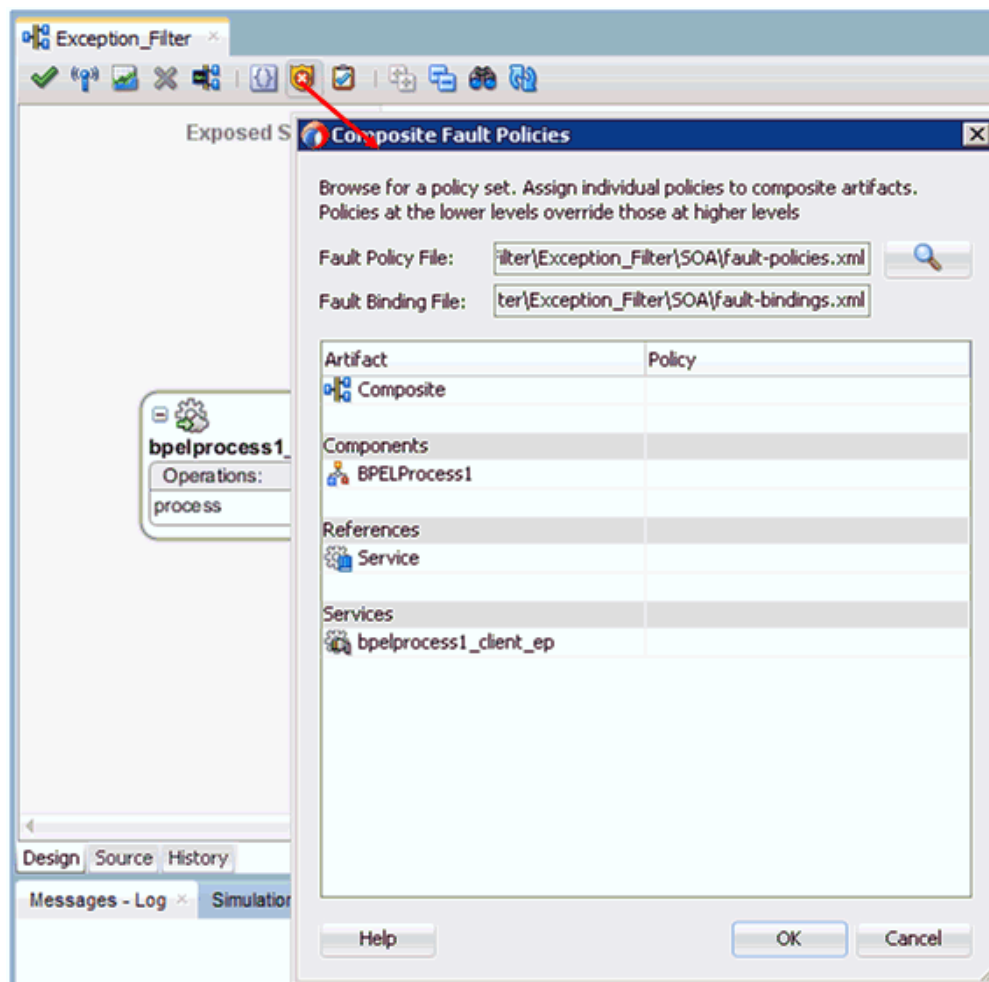 Exception_Filter
Exposed S
Composite Fault Policies
Browse for a policy set. Assign individual policies to composite artifacts.
Policies at the lower levels override those at higher levels
Fault Policy File: ilter\Exception_Filter\SOA\fault-policies.xml
Fault Binding File: ter\Exception_Filter\SOA\fault-bindings.xml
Artifact Policy
Composite
Components
BPELProcess1
References
Service
Services
bpelprocess1_client_ep
bpelprocess1_
Operations:
process
Design Source History
Messages - Log Simulation
Help OK Cancel